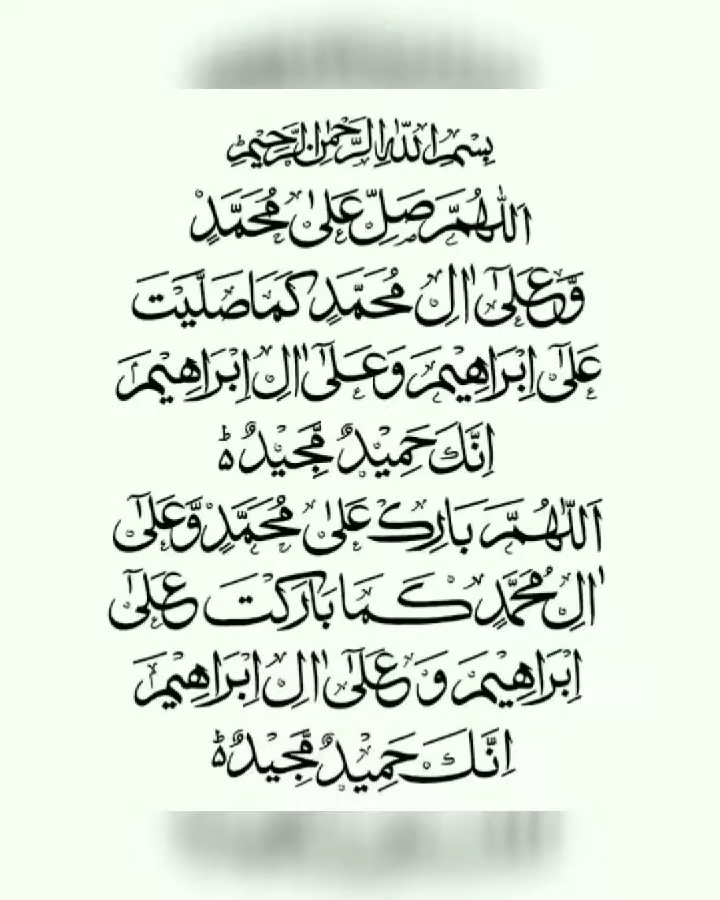 بِسْمِ اللّٰهِ الرَّحْمٰنِ الرَّحِيْمِ
اَللّٰهُمَّ صَلِّ عَلٰى مُحَمَّدٍ
وَّعَلٰٓى اٰلِ مُحَمَّدٍ كَمَا صَلَّيْتَ
عَلٰٓى اِبْرَاهِيْمَ وَعَلٰٓى اٰلِ اِبْرَاهِيْمَ
اِنَّكَ حَمِيْدٌ مَّجِيْدٌ ؕ
اَللّٰهُمَّ بَارِكْ عَلٰى مُحَمَّدٍ وَّعَلٰٓى
اٰلِ مُحَمَّدٍ كَمَا بَارَكْتَ عَلٰٓى
اِبْرَاهِيْمَ وَ عَلٰٓى اٰلِ اِبْرَاهِيْمَ
اِنَّكَ حَمِيْدٌ مَّجِيْدٌ ؕ